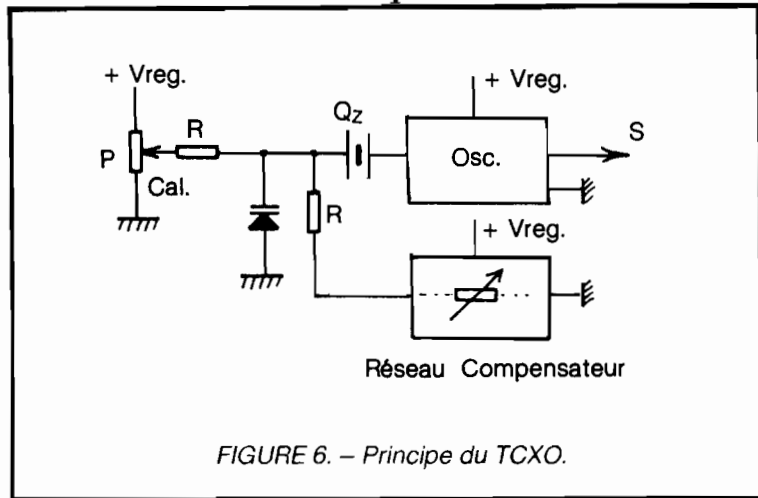 + Vreg.
+ Vreg.
Qz
R
S
P
Osc.
Cal.
R
+ Vreg.
Réseau Compensateur
FIGURE 6. – Principe du TCXO.